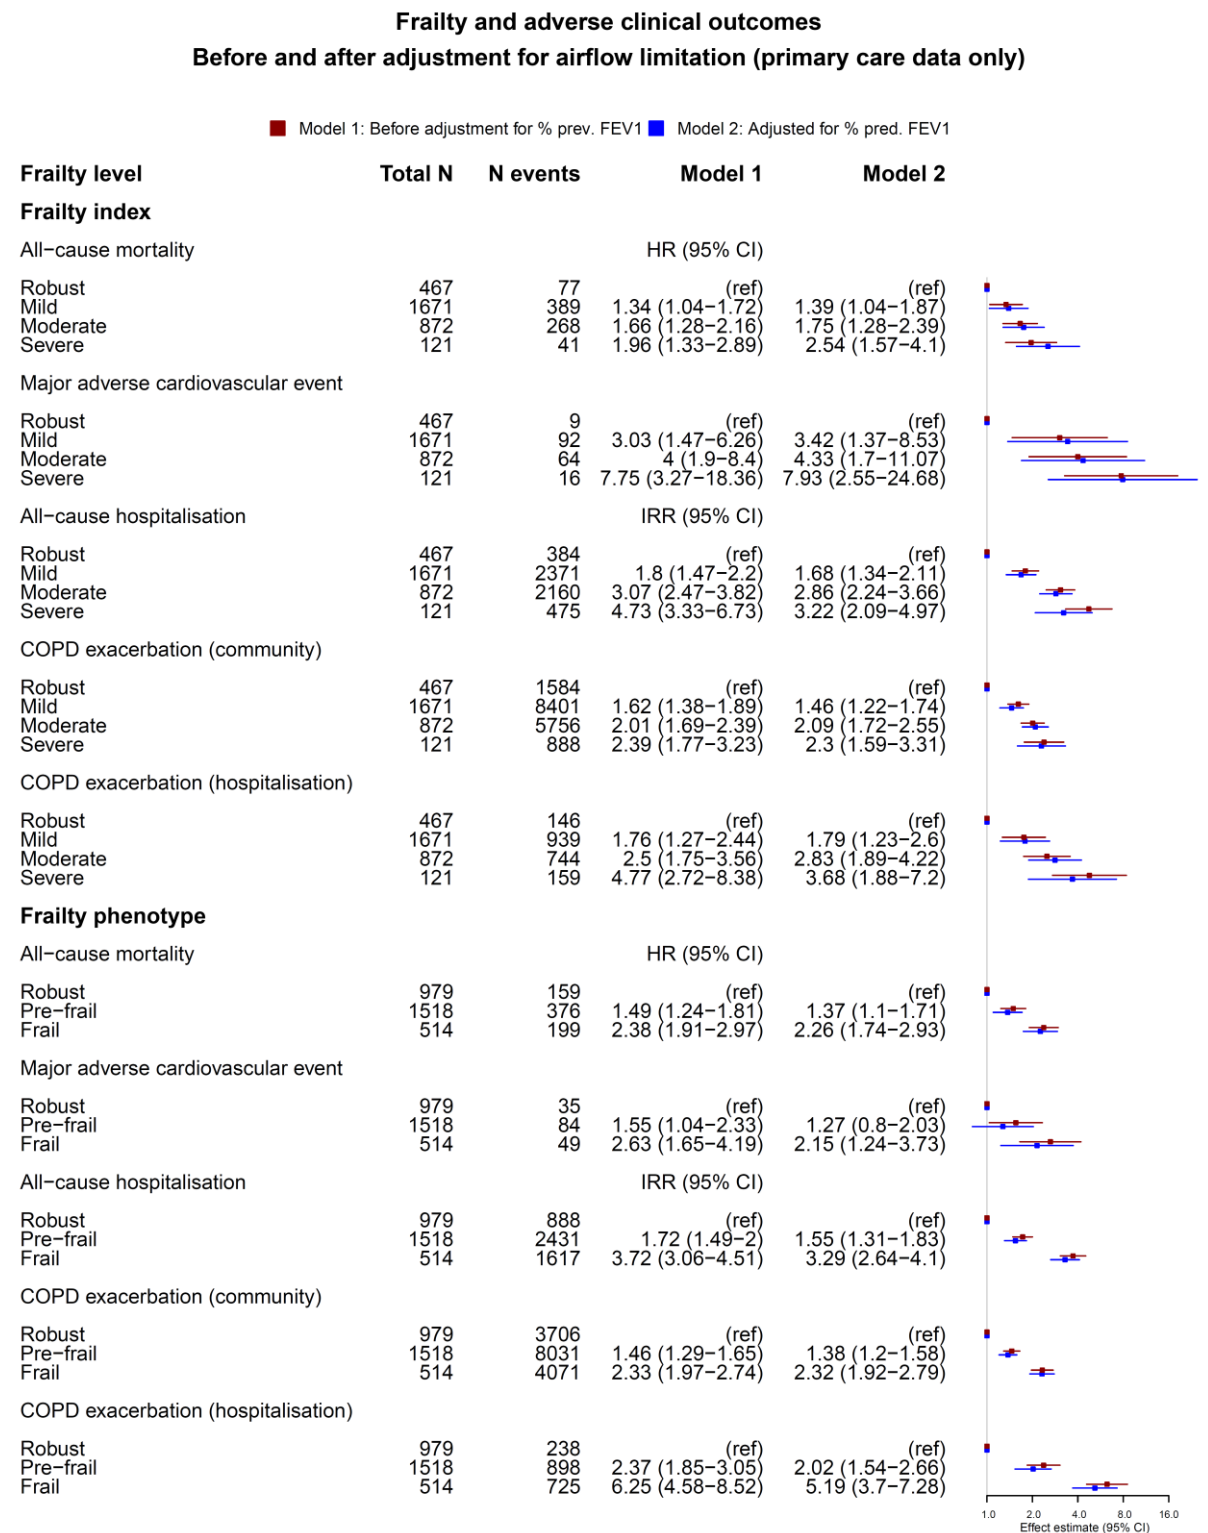 Frailty and adverse clinical outcomes
Before and after adjustment for airflow limitation (primary care data only)
Model 1: Before adjustment for % prev. FEV1 Model 2: Adjusted for % pred. FEV1
Frailty level Total N N events Model 1 Model 2
Frailty index
All−cause mortality HR (95% CI)
Robust 467 77 (ref) (ref)
Mild 1671 389 1.34 (1.04−1.72) 1.39 (1.04−1.87)
Moderate 872 268 1.66 (1.28−2.16) 1.75 (1.28−2.39)
Severe 121 41 1.96 (1.33−2.89) 2.54 (1.57−4.1)
Major adverse cardiovascular event
Robust 467 9 (ref) (ref)
Mild 1671 92 3.03 (1.47−6.26) 3.42 (1.37−8.53)
Moderate 872 64 4 (1.9−8.4) 4.33 (1.7−11.07)
Severe 121 16 7.75 (3.27−18.36) 7.93 (2.55−24.68)
All−cause hospitalisation IRR (95% CI)
Robust 467 384 (ref) (ref)
Mild 1671 2371 1.8 (1.47−2.2) 1.68 (1.34−2.11)
Moderate 872 2160 3.07 (2.47−3.82) 2.86 (2.24−3.66)
Severe 121 475 4.73 (3.33−6.73) 3.22 (2.09−4.97)
COPD exacerbation (community)
Robust 467 1584 (ref) (ref)
Mild 1671 8401 1.62 (1.38−1.89) 1.46 (1.22−1.74)
Moderate 872 5756 2.01 (1.69−2.39) 2.09 (1.72−2.55)
Severe 121 888 2.39 (1.77−3.23) 2.3 (1.59−3.31)
COPD exacerbation (hospitalisation)
Robust 467 146 (ref) (ref)
Mild 1671 939 1.76 (1.27−2.44) 1.79 (1.23−2.6)
Moderate 872 744 2.5 (1.75−3.56) 2.83 (1.89−4.22)
Severe 121 159 4.77 (2.72−8.38) 3.68 (1.88−7.2)
Frailty phenotype
All−cause mortality HR (95% CI)
Robust 979 159 (ref) (ref)
Pre−frail 1518 376 1.49 (1.24−1.81) 1.37 (1.1−1.71)
Frail 514 199 2.38 (1.91−2.97) 2.26 (1.74−2.93)
Major adverse cardiovascular event
Robust 979 35 (ref) (ref)
Pre−frail 1518 84 1.55 (1.04−2.33) 1.27 (0.8−2.03)
Frail 514 49 2.63 (1.65−4.19) 2.15 (1.24−3.73)
All−cause hospitalisation IRR (95% CI)
Robust 979 888 (ref) (ref)
Pre−frail 1518 2431 1.72 (1.49−2) 1.55 (1.31−1.83)
Frail 514 1617 3.72 (3.06−4.51) 3.29 (2.64−4.1)
COPD exacerbation (community)
Robust 979 3706 (ref) (ref)
Pre−frail 1518 8031 1.46 (1.29−1.65) 1.38 (1.2−1.58)
Frail 514 4071 2.33 (1.97−2.74) 2.32 (1.92−2.79)
COPD exacerbation (hospitalisation)
Robust 979 238 (ref) (ref)
Pre−frail 1518 898 2.37 (1.85−3.05) 2.02 (1.54−2.66)
Frail 514 725 6.25 (4.58−8.52) 5.19 (3.7−7.28)
1.0 2.0 4.0 8.0 16.0
Effect estimate (95% CI)